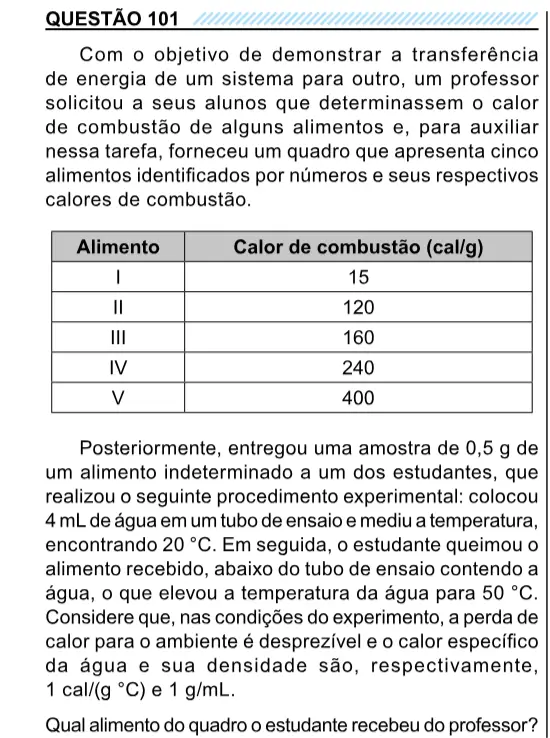 QUESTÃO 101
Com o objetivo de demonstrar a transferência
de energia de um sistema para outro, um professor
solicitou a seus alunos que determinassem o calor
de combustão de alguns alimentos e, para auxiliar
nessa tarefa, forneceu um quadro que apresenta cinco
alimentos identificados por números e seus respectivos
calores de combustão.
Alimento Calor de combustão (cal/g)
I 15
II 120
III 160
IV 240
V 400
Posteriormente, entregou uma amostra de 0,5 g de
um alimento indeterminado a um dos estudantes, que
realizou o seguinte procedimento experimental: colocou
4 mL de água em um tubo de ensaio e mediu a temperatura,
encontrando 20 °C. Em seguida, o estudante queimou o
alimento recebido, abaixo do tubo de ensaio contendo a
água, o que elevou a temperatura da água para 50 °C.
Considere que, nas condições do experimento, a perda de
calor para o ambiente é desprezível e o calor específico
da água e sua densidade são, respectivamente,
1 cal/(g °C) e 1 g/mL.
Qual alimento do quadro o estudante recebeu do professor?